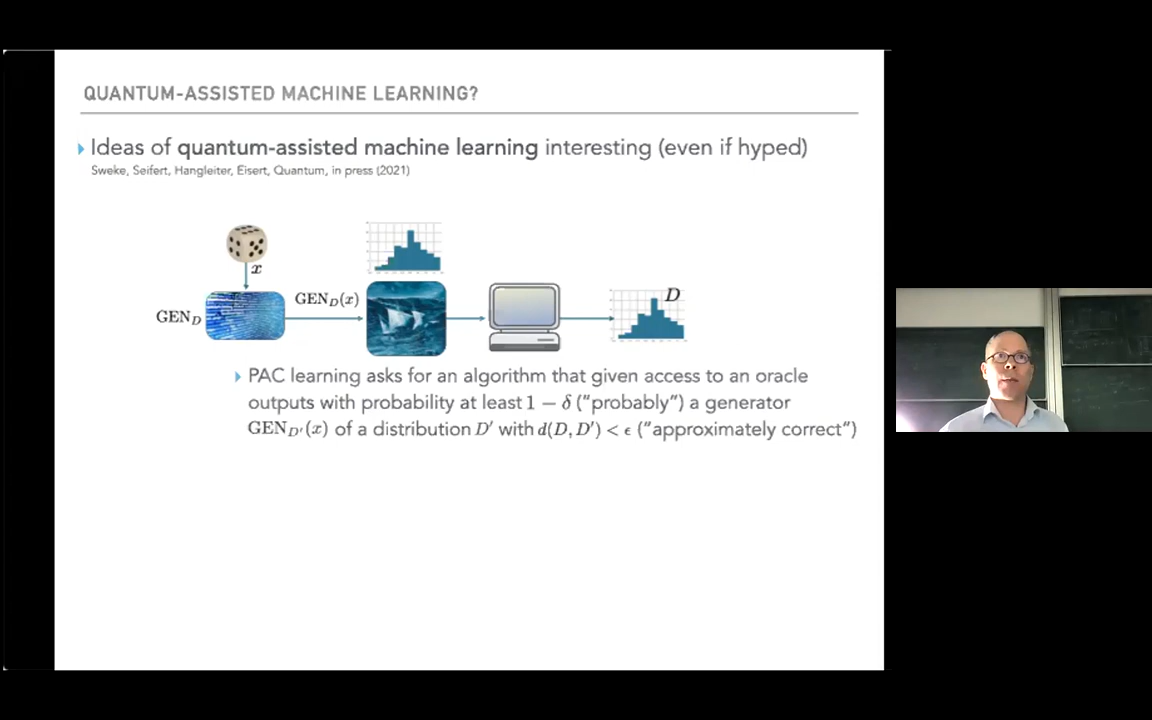 QUANTUM-ASSISTED MACHINE LEARNING?
Ideas of quantum-assisted machine learning interesting (even if hyped)
Sweke, Seifert, Hangleiter, Eisert, Quantum, in press (2021)
x
GEN_D
GEN_D(x)
D
PAC learning asks for an algorithm that given access to an oracle
outputs with probability at least 1 − δ ("probably") a generator
GEN_D′(x) of a distribution D′ with d(D, D′) < ϵ ("approximately correct")